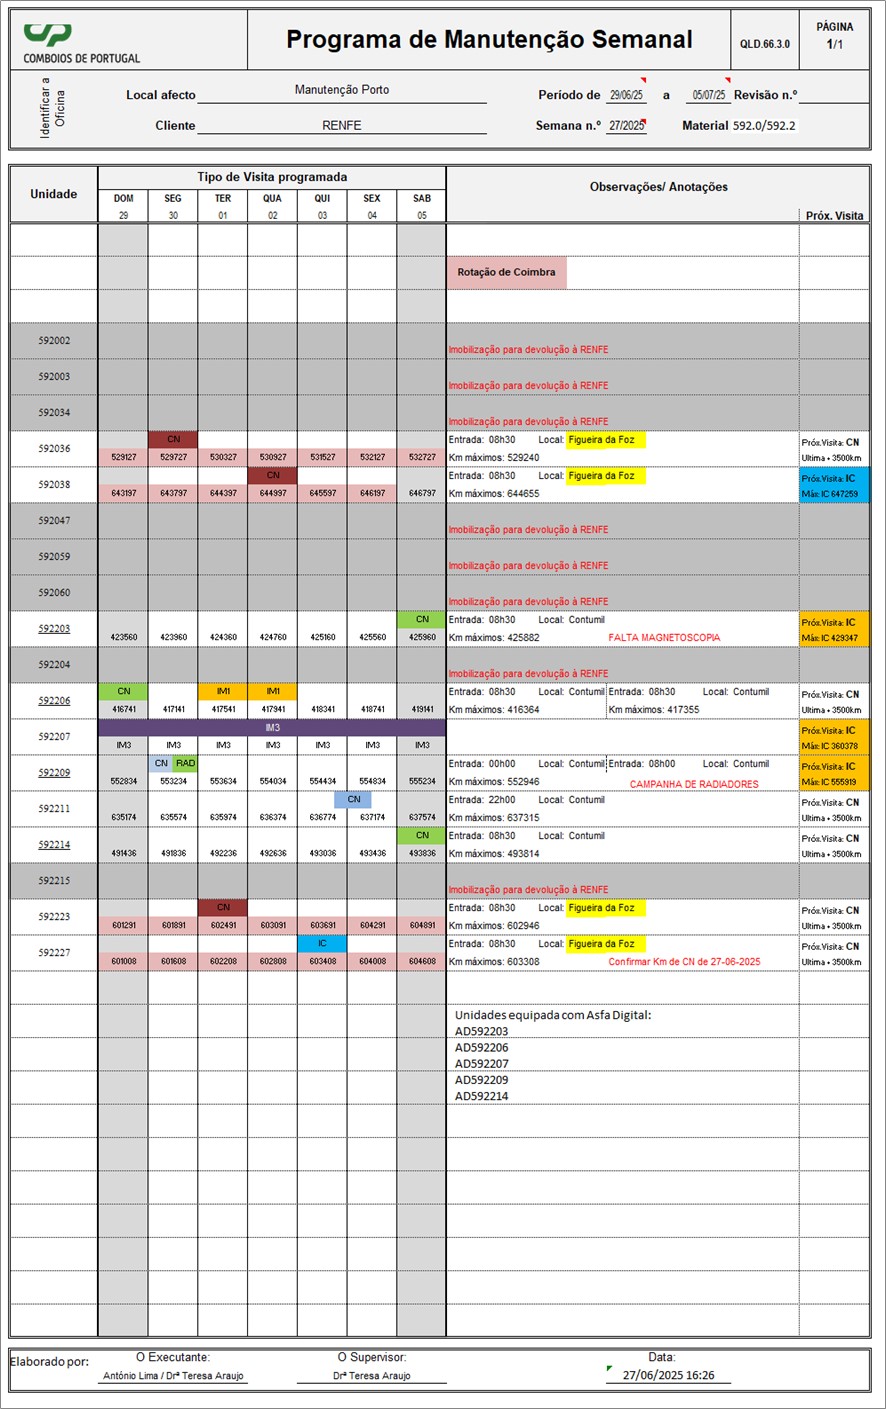 COMBOIOS DE PORTUGAL
Programa de Manutenção Semanal
QLD.66.3.0
PÁGINA
1/1
Identificar a Oficina
Local afecto Manutenção Porto
Período de 29/06/25 a 05/07/25 Revisão n.º
Cliente RENFE
Semana n.º 27/2025 Material 592.0/592.2
Unidade
Tipo de Visita programada
Observações/ Anotações
Próx. Visita
DOM SEG TER QUA QUI SEX SAB
29 30 01 02 03 04 05
Rotação de Coimbra
592002
Imobilização para devolução à RENFE
592003
Imobilização para devolução à RENFE
592034
Imobilização para devolução à RENFE
592036
CN
Entrada: 08h30 Local: Figueira da Foz
Próx.Visita: CN
529127 529727 530327 530927 531527 532127 532727
Km máximos: 529240
Ultima + 3500km
592038
CN
Entrada: 08h30 Local: Figueira da Foz
Próx.Visita: IC
643197 643797 644397 644997 645597 646197 646797
Km máximos: 644655
Máx: IC 647259
592047
Imobilização para devolução à RENFE
592059
Imobilização para devolução à RENFE
592060
Imobilização para devolução à RENFE
592203
CN
Entrada: 08h30 Local: Contumil
Próx.Visita: IC
423560 423960 424360 424760 425160 425560 425960
Km máximos: 425882 FALTA MAGNETOSCOPIA
Máx: IC 429347
592204
Imobilização para devolução à RENFE
592206
CN IM1 IM1
Entrada: 08h30 Local: Contumil Entrada: 08h30 Local: Contumil
Próx.Visita: CN
416741 417141 417541 417941 418341 418741 419141
Km máximos: 416364 Km máximos: 417355
Ultima + 3500km
592207
IM3
Próx.Visita: IC
IM3 IM3 IM3 IM3 IM3 IM3 IM3
Máx: IC 360378
592209
CN RAD
Entrada: 00h00 Local: Contumil Entrada: 08h00 Local: Contumil
Próx.Visita: IC
552834 553234 553634 554034 554434 554834 555234
Km máximos: 552946 CAMPANHA DE RADIADORES
Máx: IC 555919
592211
CN
Entrada: 22h00 Local: Contumil
Próx.Visita: CN
635174 635574 635974 636374 636774 637174 637574
Km máximos: 637315
Ultima + 3500km
592214
CN
Entrada: 08h30 Local: Contumil
Próx.Visita: CN
491436 491836 492236 492636 493036 493436 493836
Km máximos: 493814
Ultima + 3500km
592215
Imobilização para devolução à RENFE
592223
CN
Entrada: 08h30 Local: Figueira da Foz
Próx.Visita: CN
601291 601891 602491 603091 603691 604291 604891
Km máximos: 602946
Ultima + 3500km
592227
IC
Entrada: 08h30 Local: Figueira da Foz
Próx.Visita: CN
601008 601608 602208 602808 603408 604008 604608
Km máximos: 603308 Confirmar Km de CN de 27-06-2025
Ultima + 3500km
Unidades equipada com Asfa Digital:
AD592203
AD592206
AD592207
AD592209
AD592214
Elaborado por:
O Executante: O Supervisor: Data:
António Lima / Drª Teresa Araujo Drª Teresa Araujo 27/06/2025 16:26